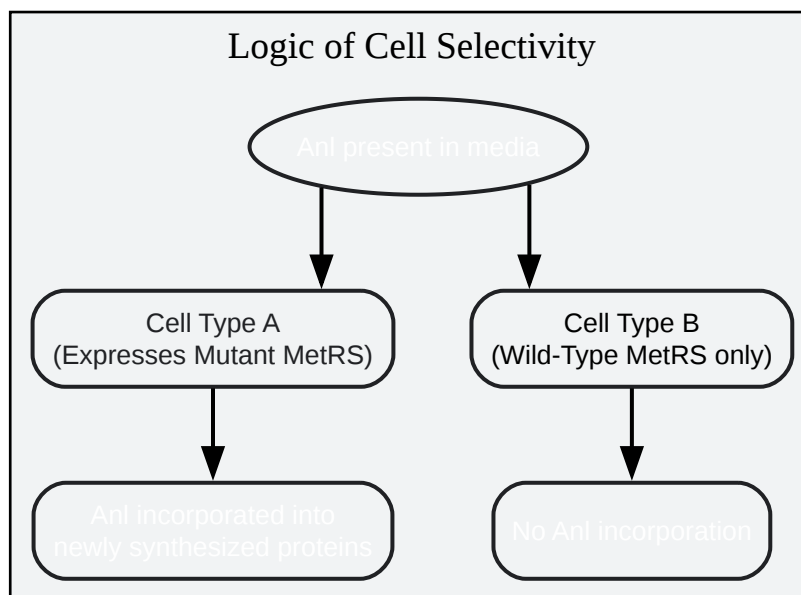 Logic of Cell Selectivity
Anl present in media
Cell Type A
(Expresses Mutant MetRS)
Cell Type B
(Wild-Type MetRS only)
Anl incorporated into
newly synthesized proteins
No Anl incorporation